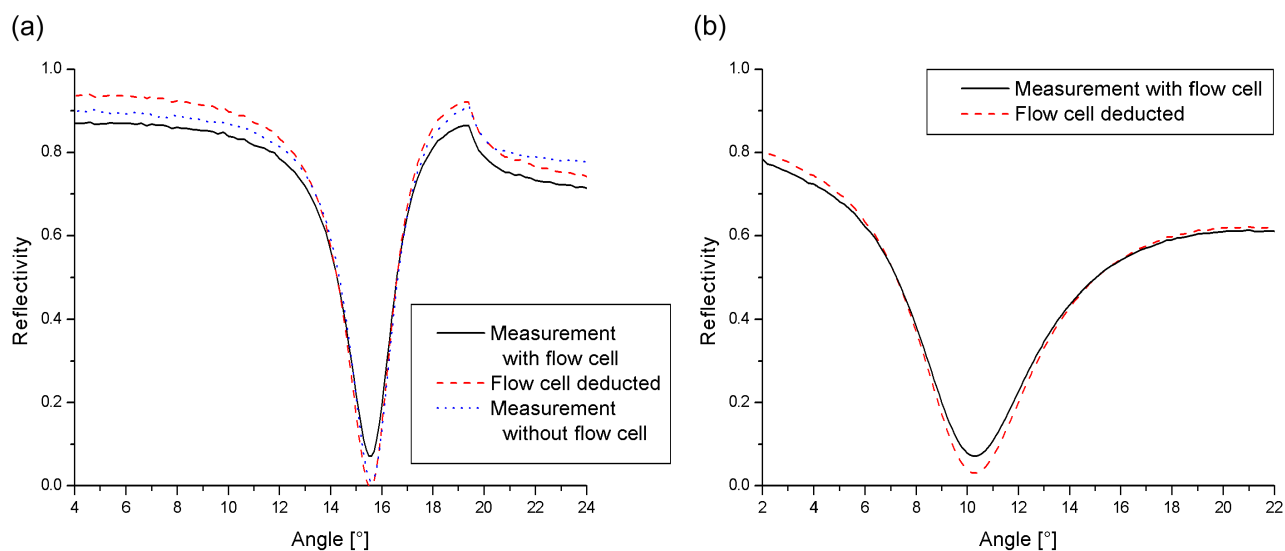 (a)
1.0
0.8
0.6
0.4
0.2
0.0
Reflectivity
4 6 8 10 12 14 16 18 20 22 24
Angle [°]
Measurement
with flow cell
Flow cell deducted
Measurement
without flow cell
(b)
1.0
0.8
0.6
0.4
0.2
0.0
Reflectivity
2 4 6 8 10 12 14 16 18 20 22
Angle [°]
Measurement with flow cell
Flow cell deducted